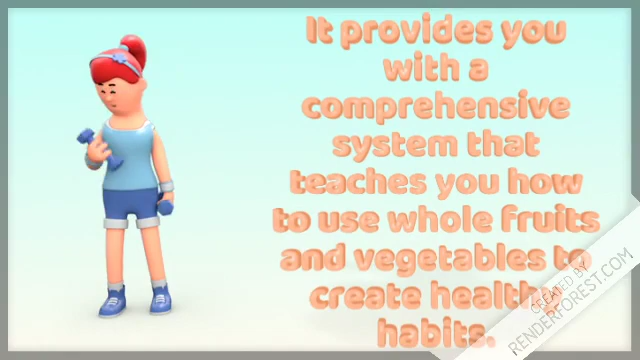 It provides you
with a
comprehensive
system that
teaches you how
to use whole fruits
and vegetables to
create healthy
habits.
CREATED BY
RENDERFOREST.COM